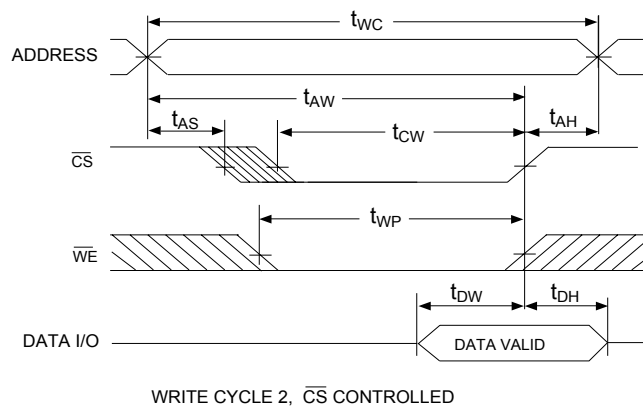 tWC
ADDRESS
tAW
tAS
tCW
tAH
CS
tWP
WE
tDW
tDH
DATA I/O
DATA VALID
WRITE CYCLE 2, CS CONTROLLED